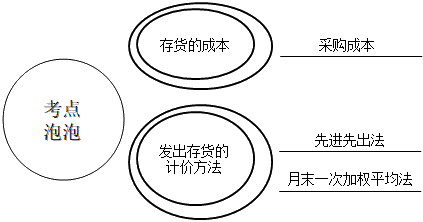 考点
泡泡
存货的成本
采购成本
发出存货的
计价方法
先进先出法
月末一次加权平均法